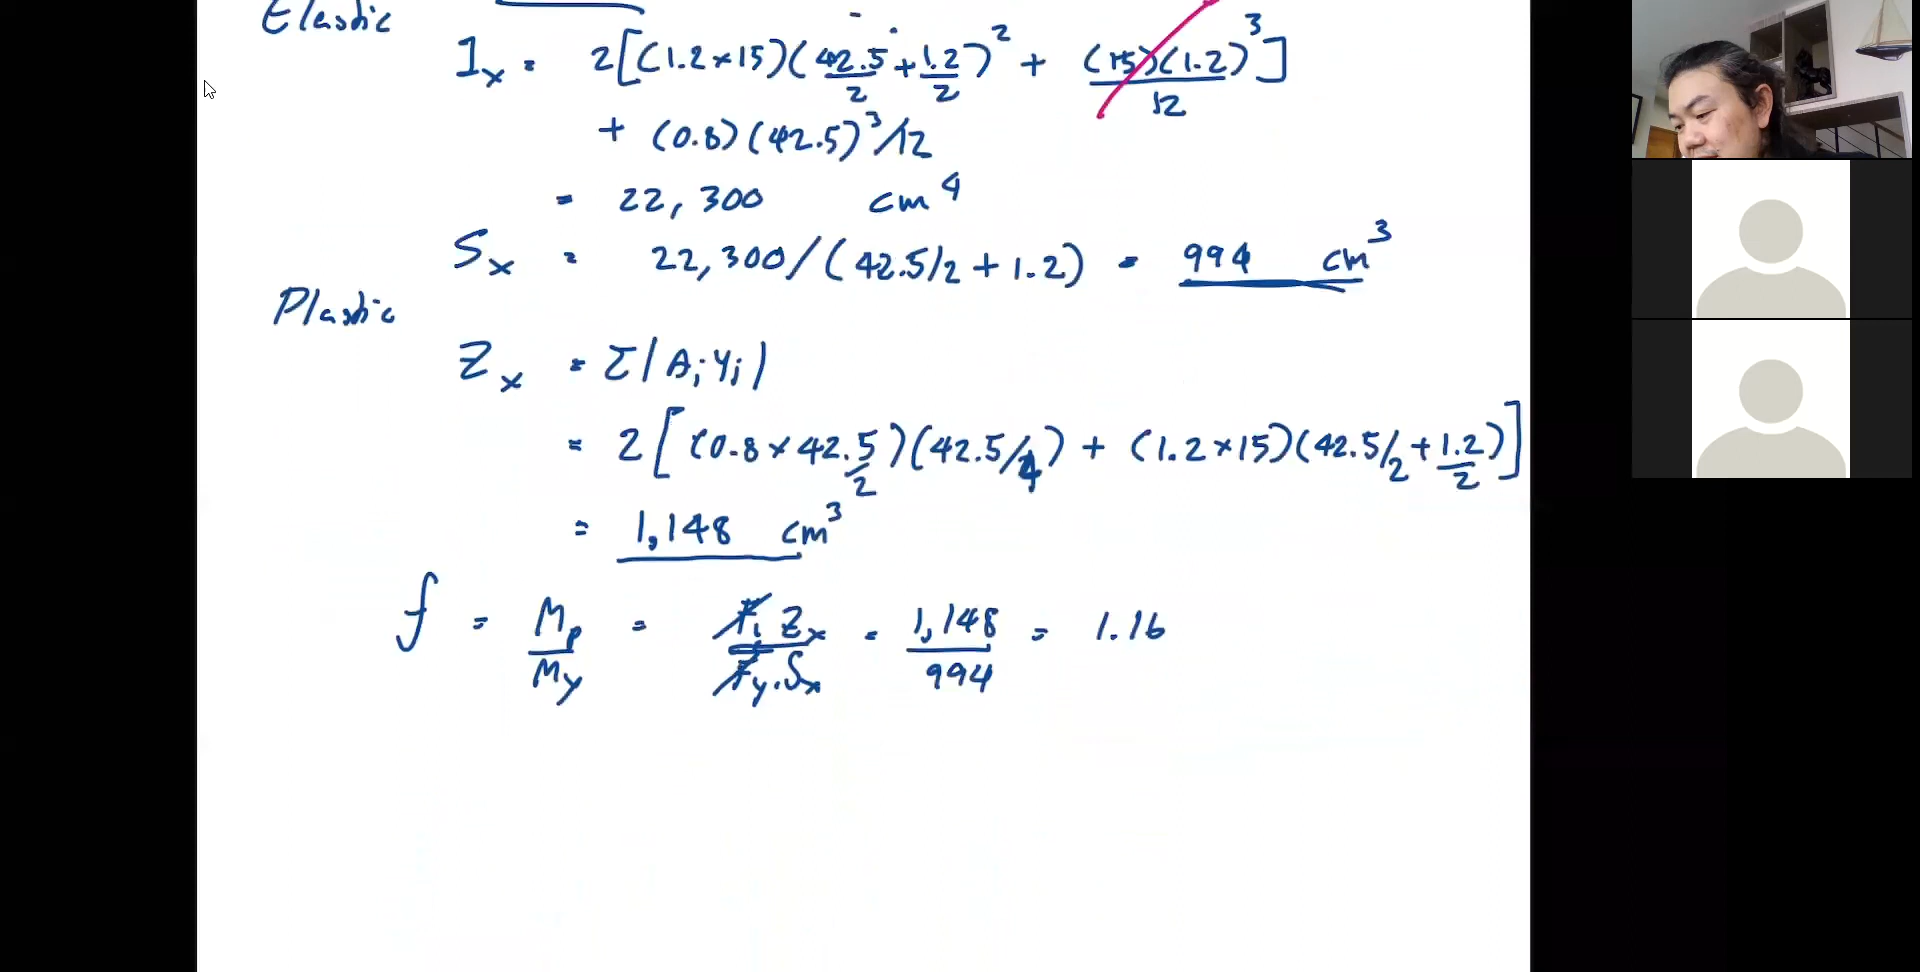 Elastic
Ix = 2[(1.2×15)(42.5/2 + 1.2/2)² + (15)(1.2)³/12]
+ (0.8)(42.5)³/12
= 22,300 cm⁴
Sx = 22,300/(42.5/2 + 1.2) = 994 cm³
Plastic
Zx = Σ|AiYi|
= 2[(0.8×42.5/2)(42.5/4) + (1.2×15)(42.5/2 + 1.2/2)]
= 1,148 cm³
f = Mp/My = Fy Zx/Fy·Sx = 1,148/994 = 1.16